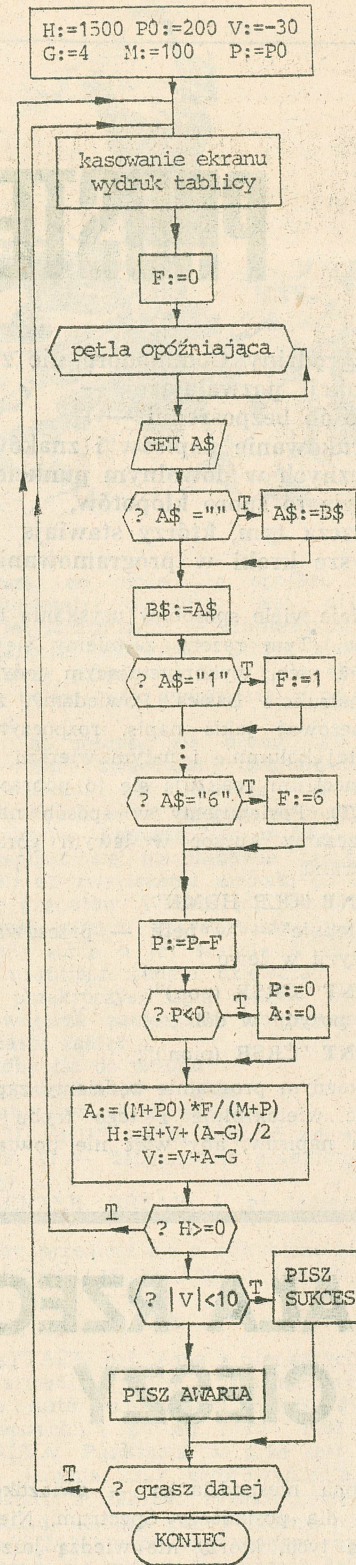 H:=1500 P0:=200 V:=-30
G:=4 M:=100 P:=P0
kasowanie ekranu
wydruk tablicy
F:=0
pętla opóźniająca
GET A$
? A$ =""
T
A$:=B$
B$:=A$
? A$="1"
T
F:=1
? A$="6"
T
F:=6
P:=P-F
? P<0
T
P:=0
A:=0
A:=(M+P0)*F/(M+P)
H:=H+V+(A-G)/2
V:=V+A-G
T
? H>=0
? |V|<10
T
PISZ
SUKCES
PISZ AWARIA
T
? grasz dalej
KONIEC